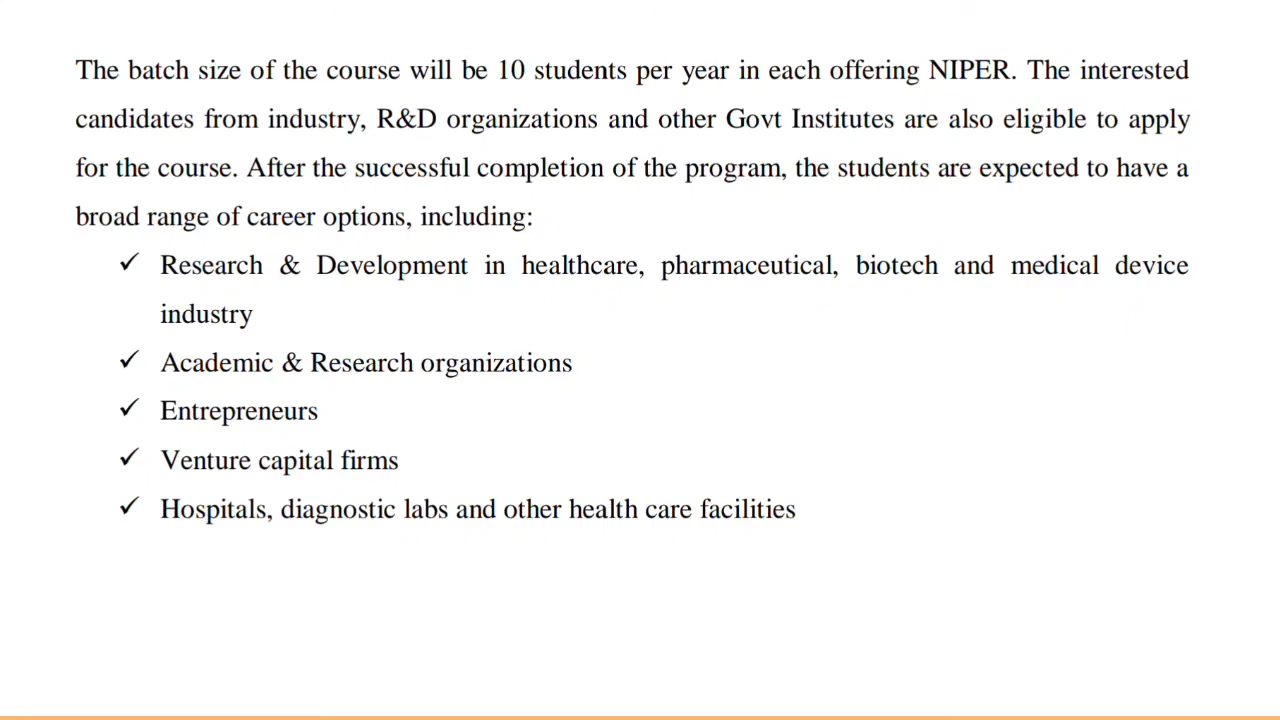 The batch size of the course will be 10 students per year in each offering NIPER. The interested
candidates from industry, R&D organizations and other Govt Institutes are also eligible to apply
for the course. After the successful completion of the program, the students are expected to have a
broad range of career options, including:
✓ Research & Development in healthcare, pharmaceutical, biotech and medical device
industry
✓ Academic & Research organizations
✓ Entrepreneurs
✓ Venture capital firms
✓ Hospitals, diagnostic labs and other health care facilities